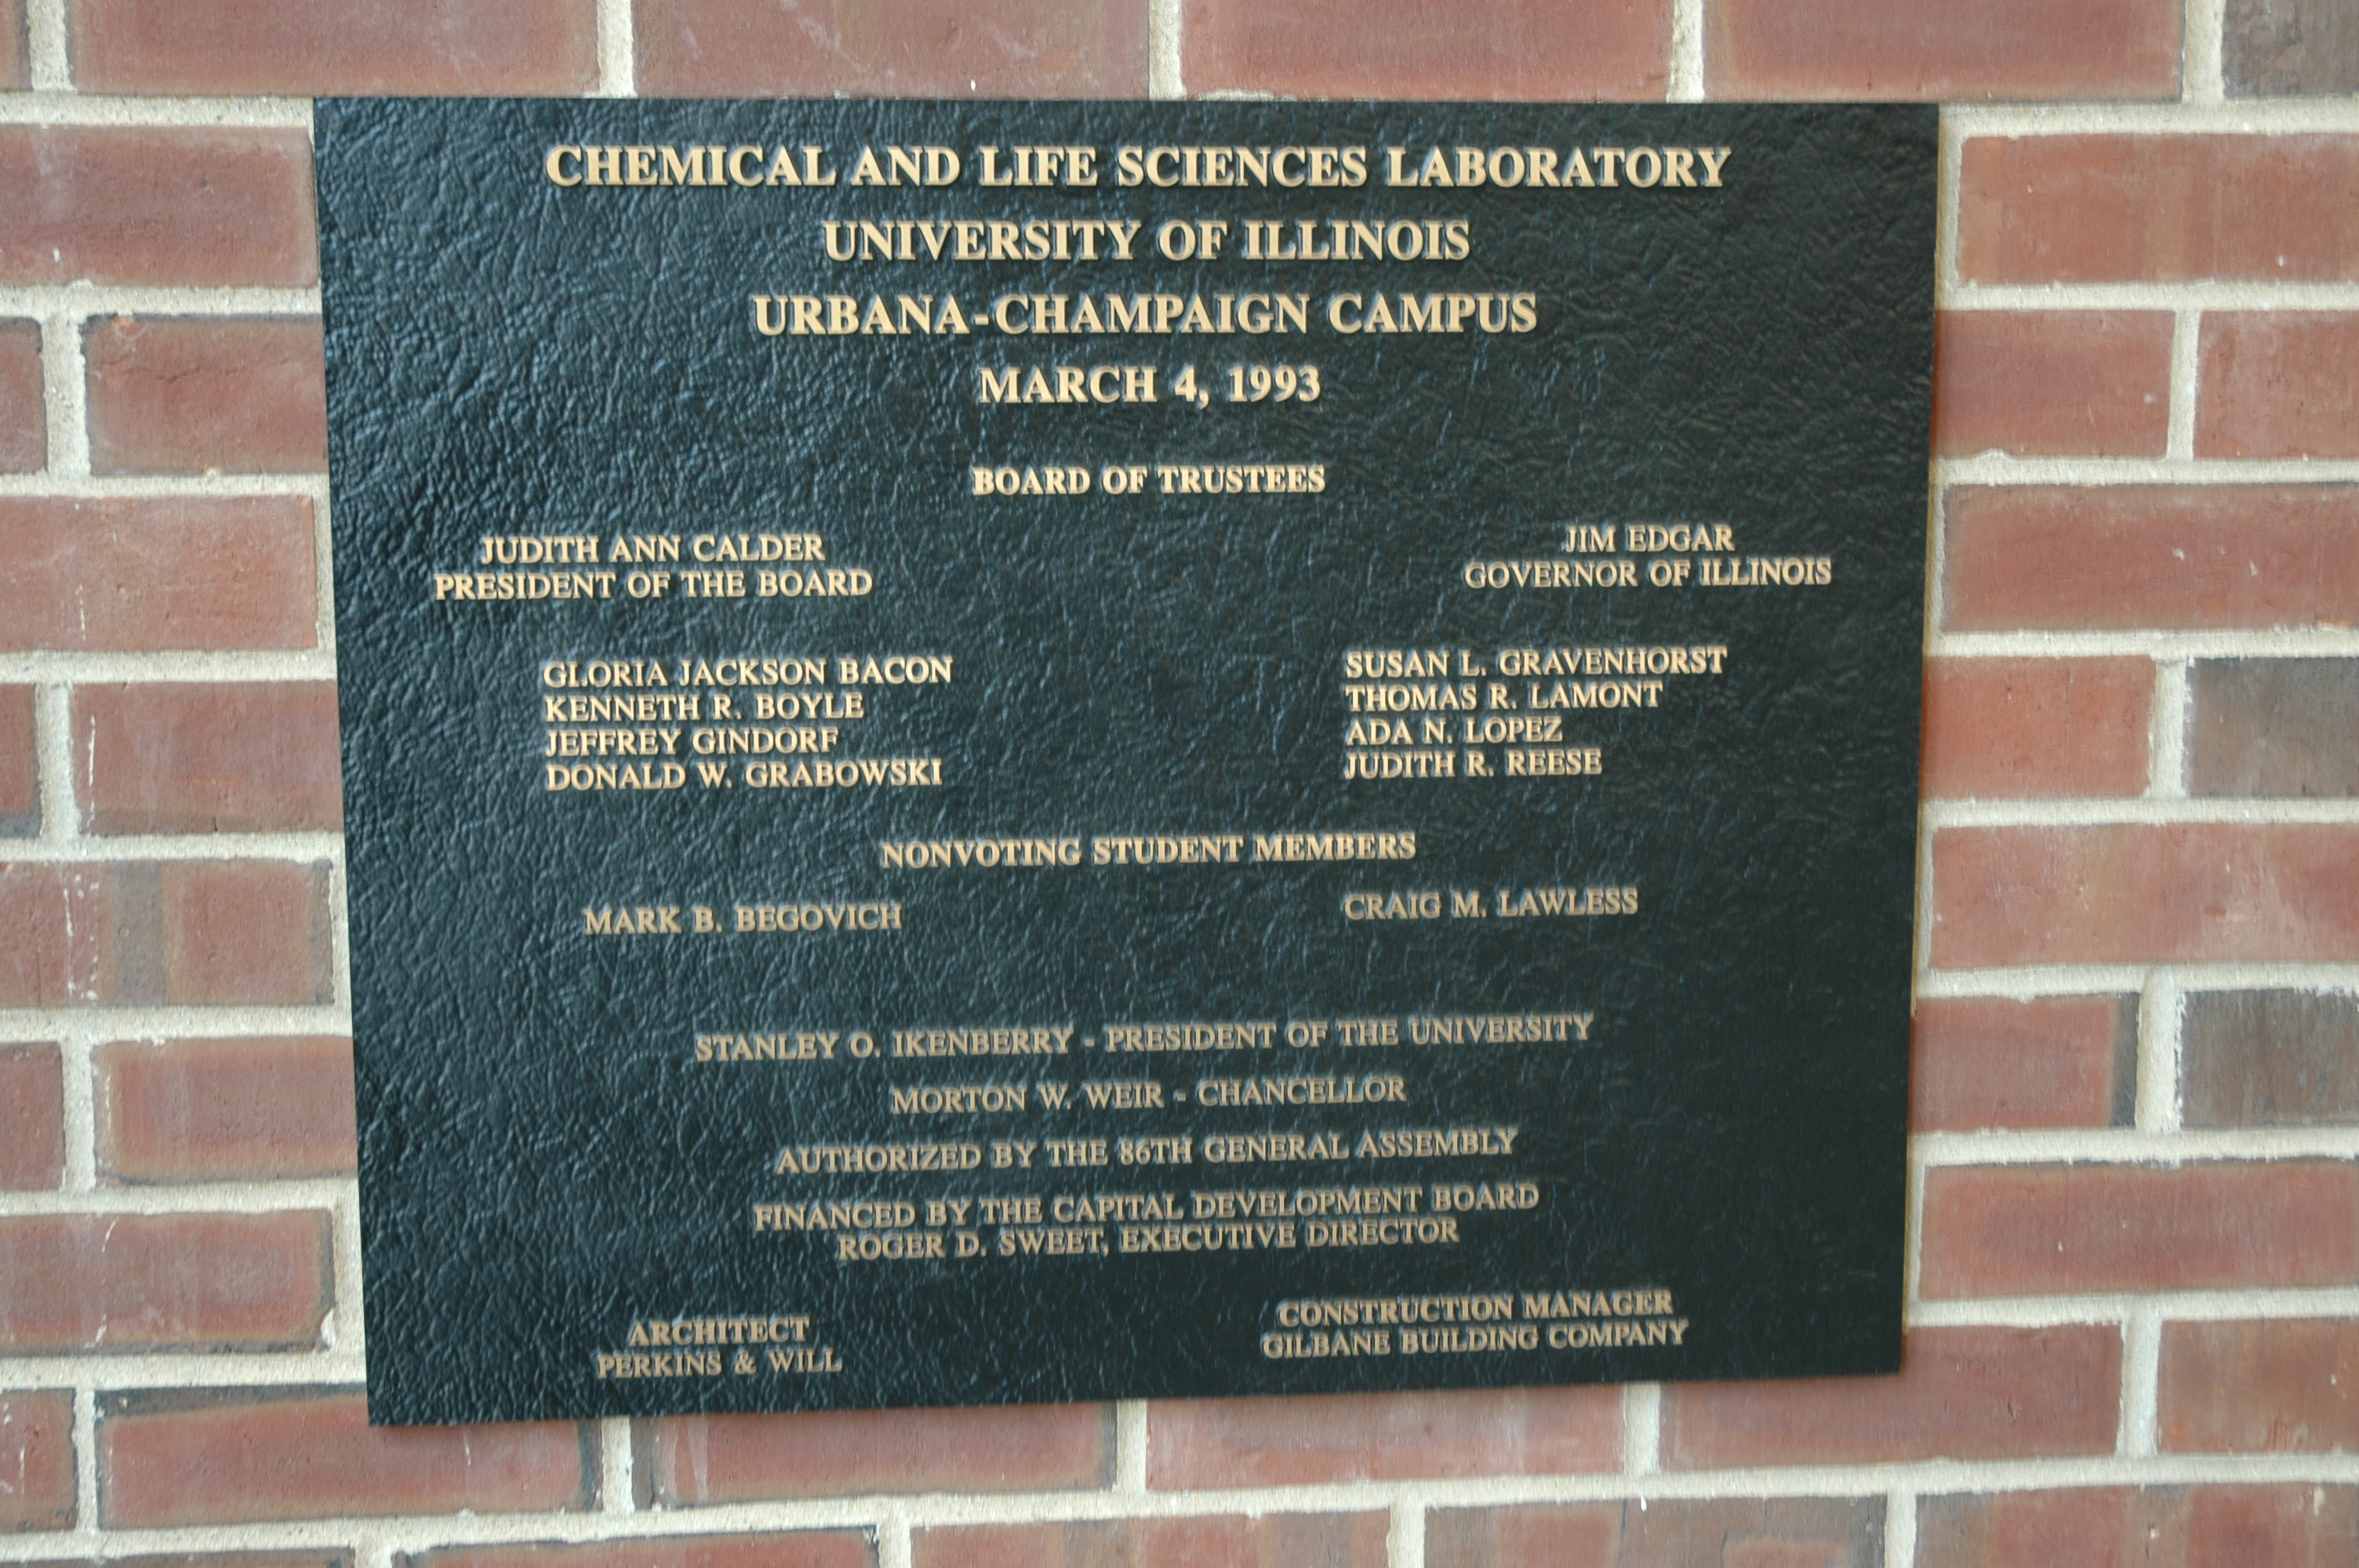 CHEMICAL AND LIFE SCIENCES LABORATORY
UNIVERSITY OF ILLINOIS
URBANA-CHAMPAIGN CAMPUS
MARCH 4, 1993
BOARD OF TRUSTEES
JUDITH ANN CALDER
PRESIDENT OF THE BOARD
JIM EDGAR
GOVERNOR OF ILLINOIS
GLORIA JACKSON BACON
KENNETH R. BOYLE
JEFFREY GINDORF
DONALD W. GRABOWSKI
SUSAN L. GRAVENHORST
THOMAS R. LAMONT
ADA N. LOPEZ
JUDITH R. REESE
NONVOTING STUDENT MEMBERS
MARK B. BEGOVICH
CRAIG M. LAWLESS
STANLEY O. IKENBERRY - PRESIDENT OF THE UNIVERSITY
MORTON W. WEIR - CHANCELLOR
AUTHORIZED BY THE 86TH GENERAL ASSEMBLY
FINANCED BY THE CAPITAL DEVELOPMENT BOARD
ROGER D. SWEET, EXECUTIVE DIRECTOR
ARCHITECT
PERKINS & WILL
CONSTRUCTION MANAGER
GILBANE BUILDING COMPANY